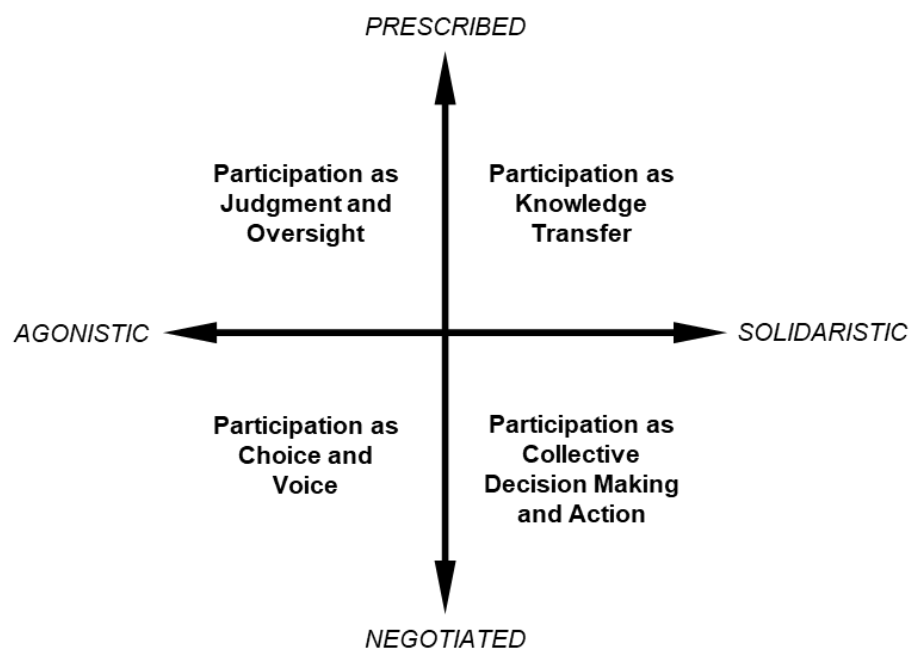 PRESCRIBED
Participation as
Judgment and
Oversight
Participation as
Knowledge
Transfer
AGONISTIC
SOLIDARISTIC
Participation as
Choice and
Voice
Participation as
Collective
Decision Making
and Action
NEGOTIATED